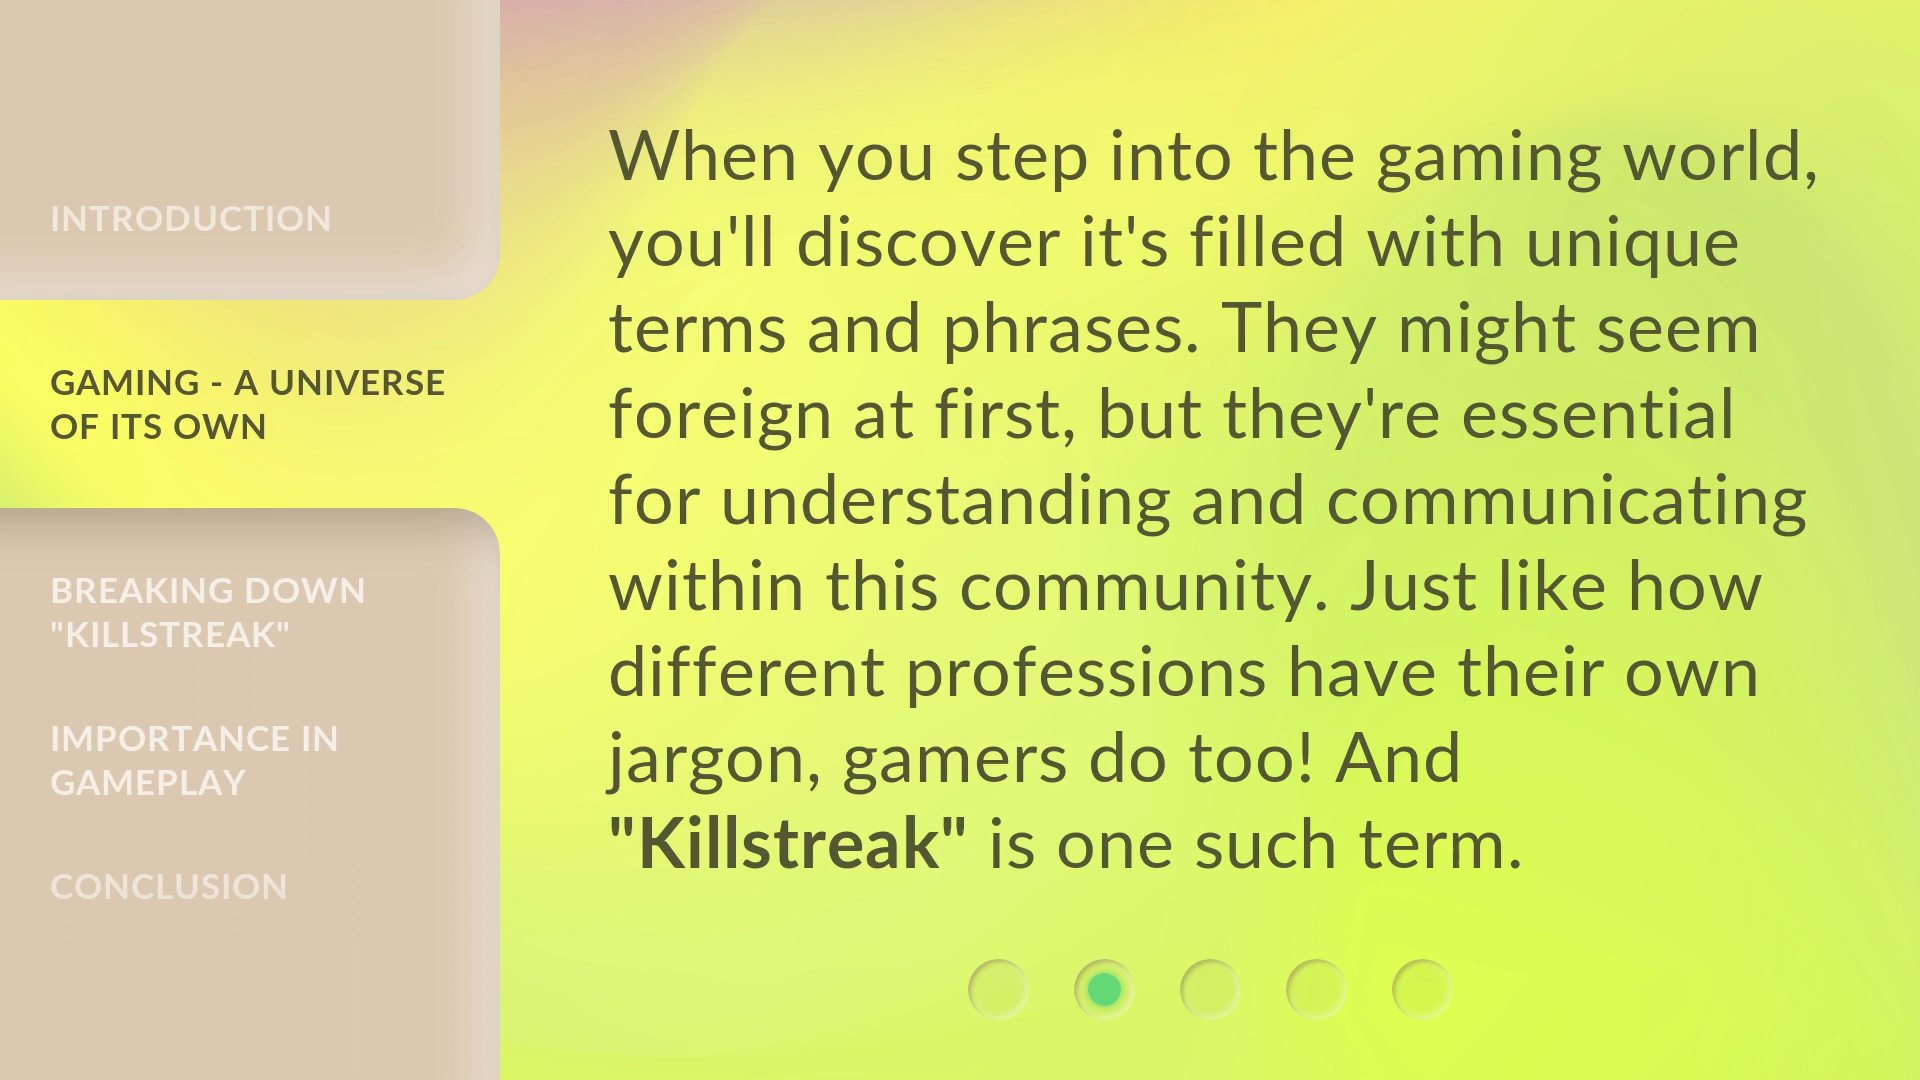 INTRODUCTION
GAMING - A UNIVERSE
OF ITS OWN
BREAKING DOWN
"KILLSTREAK"
IMPORTANCE IN
GAMEPLAY
CONCLUSION
When you step into the gaming world,
you'll discover it's filled with unique
terms and phrases. They might seem
foreign at first, but they're essential
for understanding and communicating
within this community. Just like how
different professions have their own
jargon, gamers do too! And
"Killstreak" is one such term.